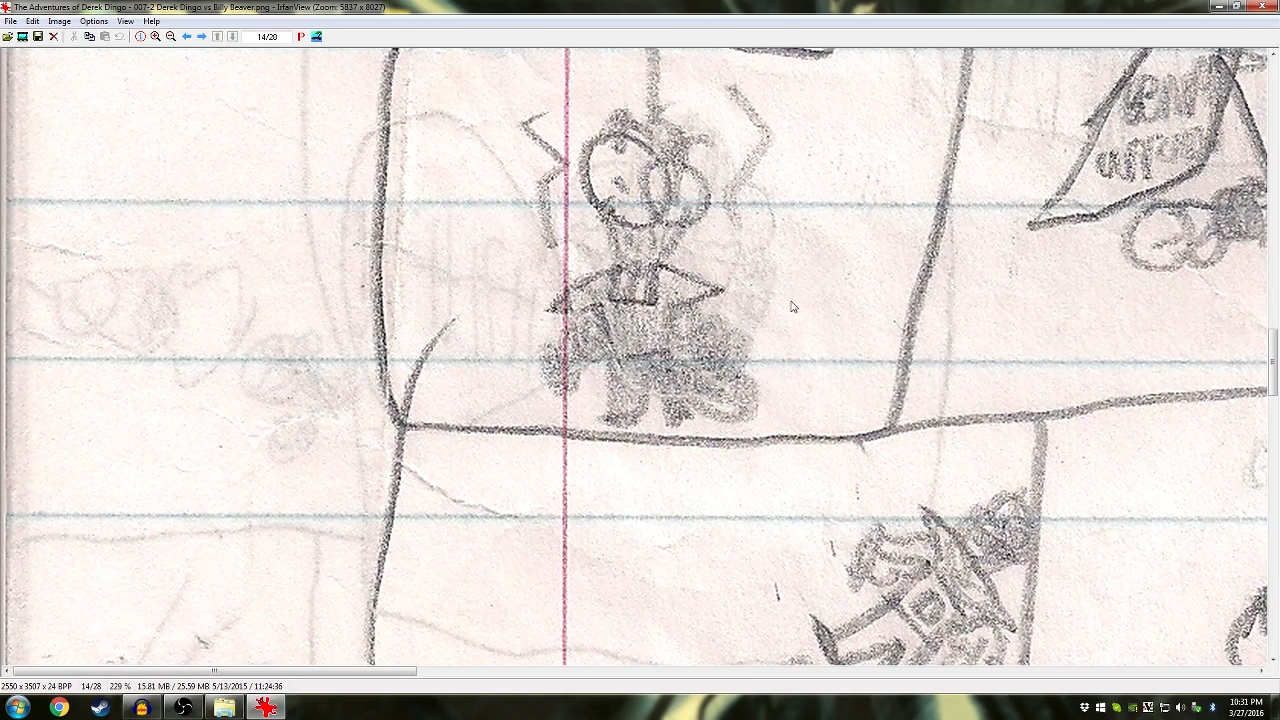 The Adventures of Derek Dingo - 007-2 Derek Dingo vs Billy Beaver.png - IrfanView (Zoom: 5837 x 8027)
File Edit Image Options View Help
14/28
2550 x 3507 x 24 BPP 14/28 229 % 15.81 MB / 25.59 MB 5/13/2015 / 11:24:36
10:31 PM
3/27/2016